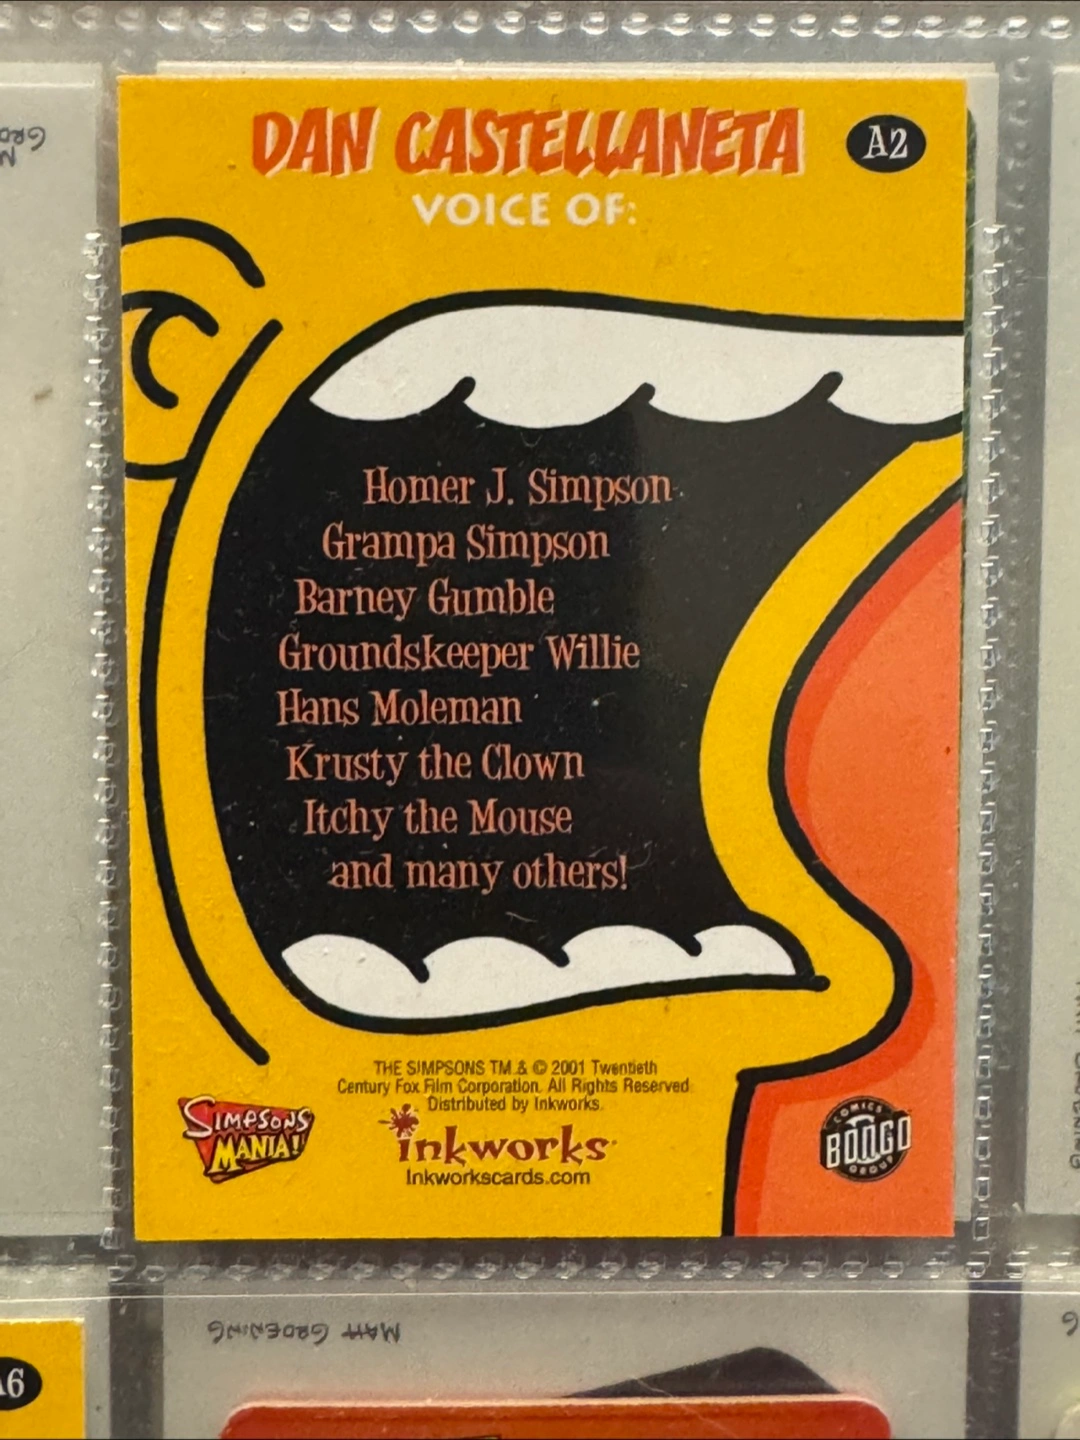 DAN CASTELLANETA
A2
VOICE OF:
Homer J. Simpson
Grampa Simpson
Barney Gumble
Groundskeeper Willie
Hans Moleman
Krusty the Clown
Itchy the Mouse
and many others!
THE SIMPSONS TM & © 2001 Twentieth
Century Fox Film Corporation. All Rights Reserved.
Distributed by Inkworks.
SIMPSONS
MANIA!
inkworks
Inkworkscards.com
COMICS
BONGO
GROUP
MATT GROENING